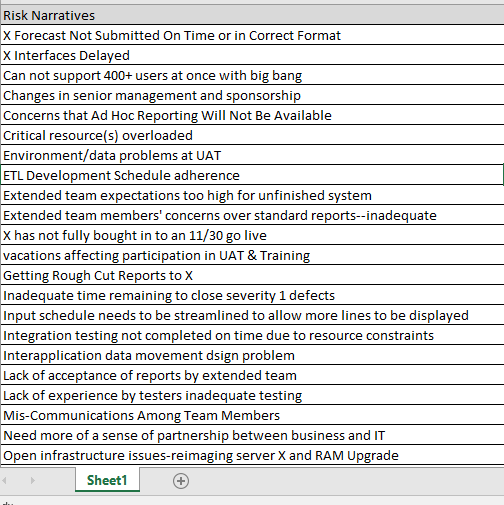 Risk Narratives
X Forecast Not Submitted On Time or in Correct Format
X Interfaces Delayed
Can not support 400+ users at once with big bang
Changes in senior management and sponsorship
Concerns that Ad Hoc Reporting Will Not Be Available
Critical resource(s) overloaded
Environment/data problems at UAT
ETL Development Schedule adherence
Extended team expectations too high for unfinished system
Extended team members' concerns over standard reports--inadequate
X has not fully bought in to an 11/30 go live
vacations affecting participation in UAT & Training
Getting Rough Cut Reports to X
Inadequate time remaining to close severity 1 defects
Input schedule needs to be streamlined to allow more lines to be displayed
Integration testing not completed on time due to resource constraints
Interapplication data movement dsign problem
Lack of acceptance of reports by extended team
Lack of experience by testers inadequate testing
Mis-Communications Among Team Members
Need more of a sense of partnership between business and IT
Open infrastructure issues-reimaging server X and RAM Upgrade
Sheet1